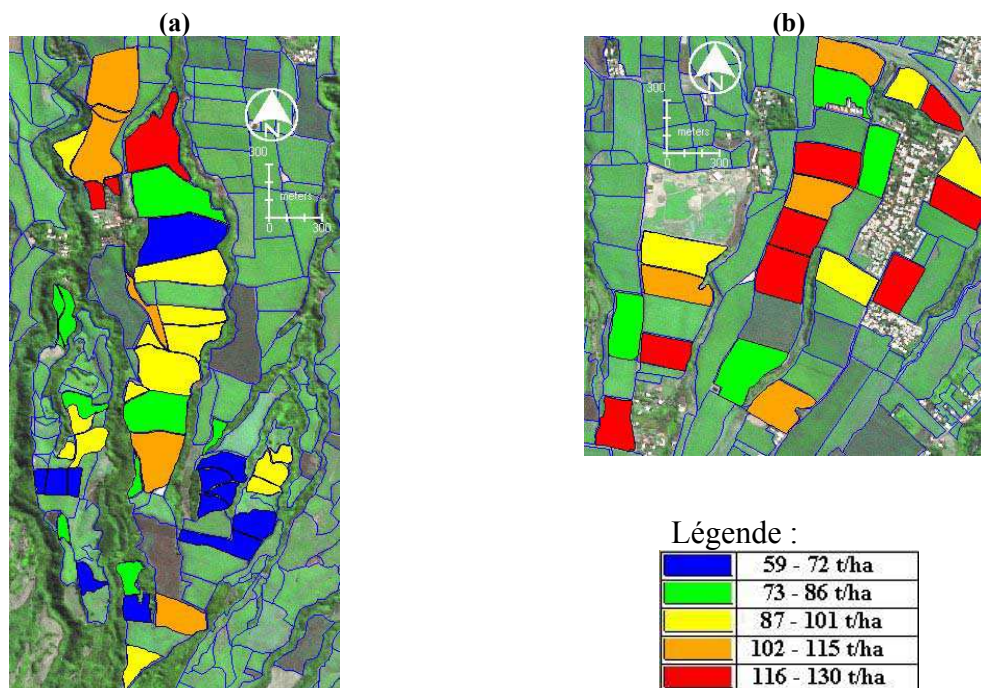 (a)
(b)
N
300
meters
0
300
N
300
meters
0
300
Légende :
59 - 72 t/ha
73 - 86 t/ha
87 - 101 t/ha
102 - 115 t/ha
116 - 130 t/ha